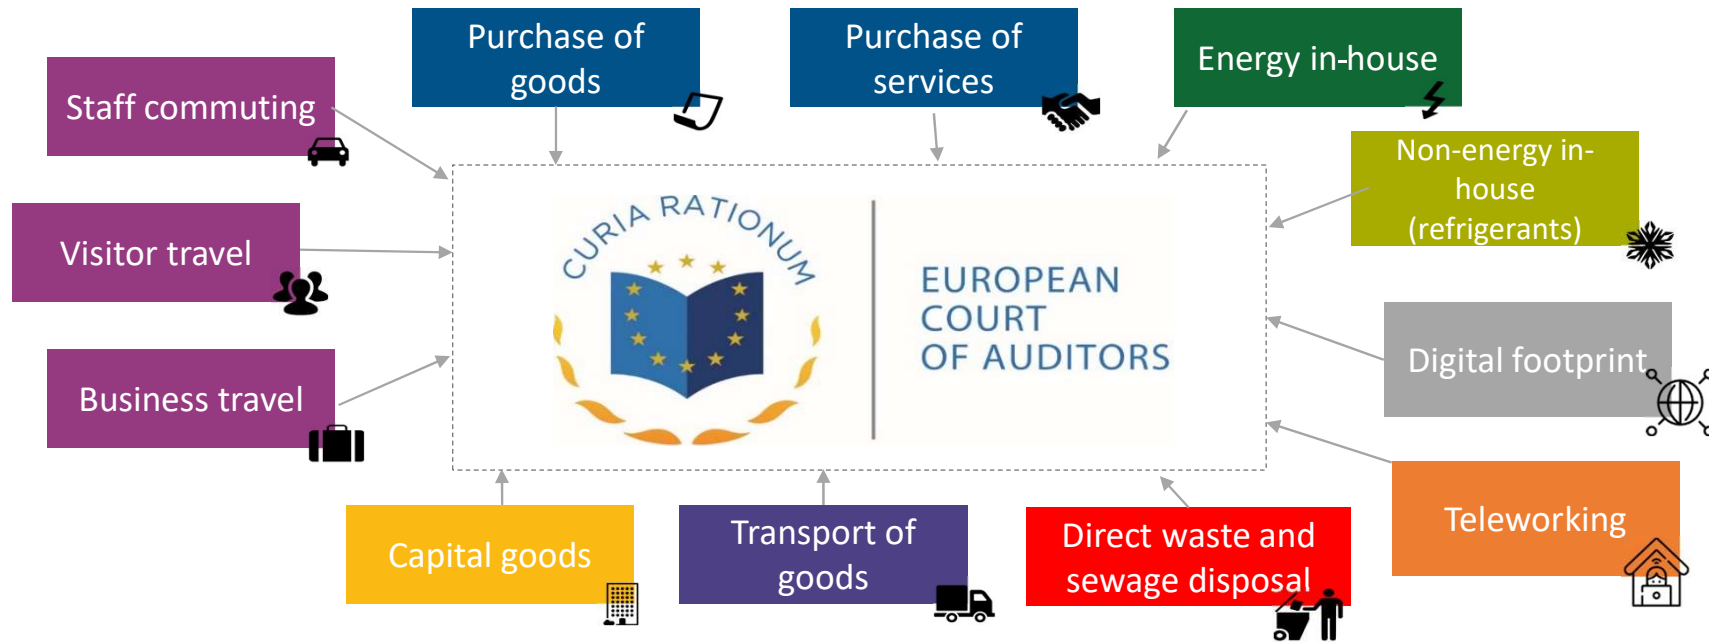 Purchase of
goods
Purchase of
services
Energy in-house
Staff commuting
Non-energy in-
house
(refrigerants)
Visitor travel
CURIA RATIONUM
EUROPEAN
COURT
OF AUDITORS
Digital footprint
Business travel
Teleworking
Capital goods
Transport of
goods
Direct waste and
sewage disposal